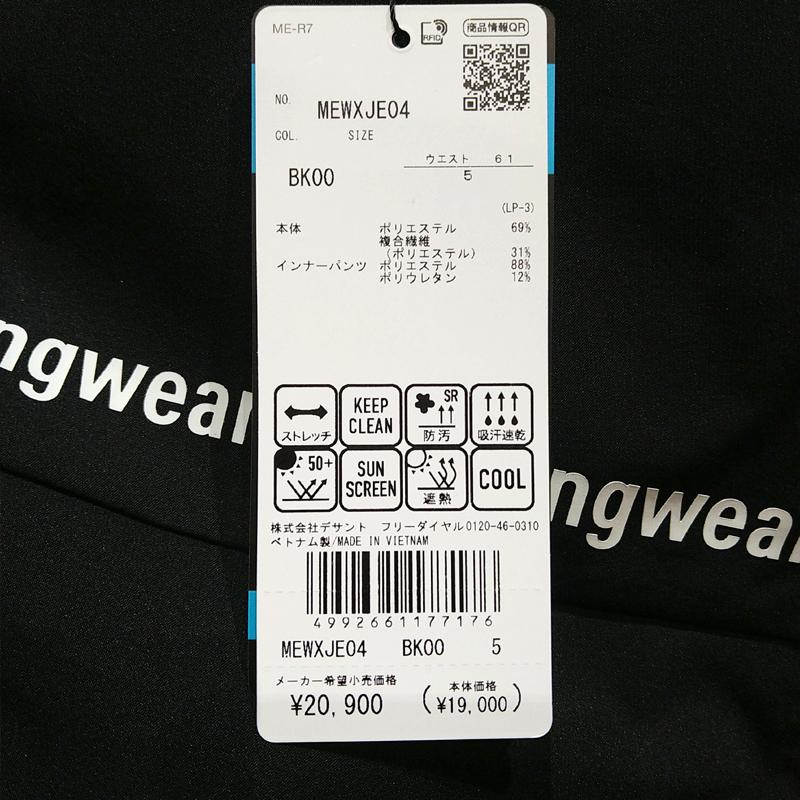 ME-R7
RFID
商品情報QR
NO.
MEWXJE04
COL.
SIZE
ウエスト 61
BK00
5
(LP-3)
本体 ポリエステル 69%
複合繊維
(ポリエステル) 31%
インナーパンツ ポリエステル 88%
ポリウレタン 12%
ngwear
ストレッチ
KEEP
CLEAN
SR
防汚
吸汗速乾
50+
SUN
SCREEN
遮熱
COOL
ngwear
株式会社デサント フリーダイヤル0120-46-0310
ベトナム製/MADE IN VIETNAM
4992661177176
MEWXJE04 BK00 5
メーカー希望小売価格
¥20,900
(本体価格
¥19,000)